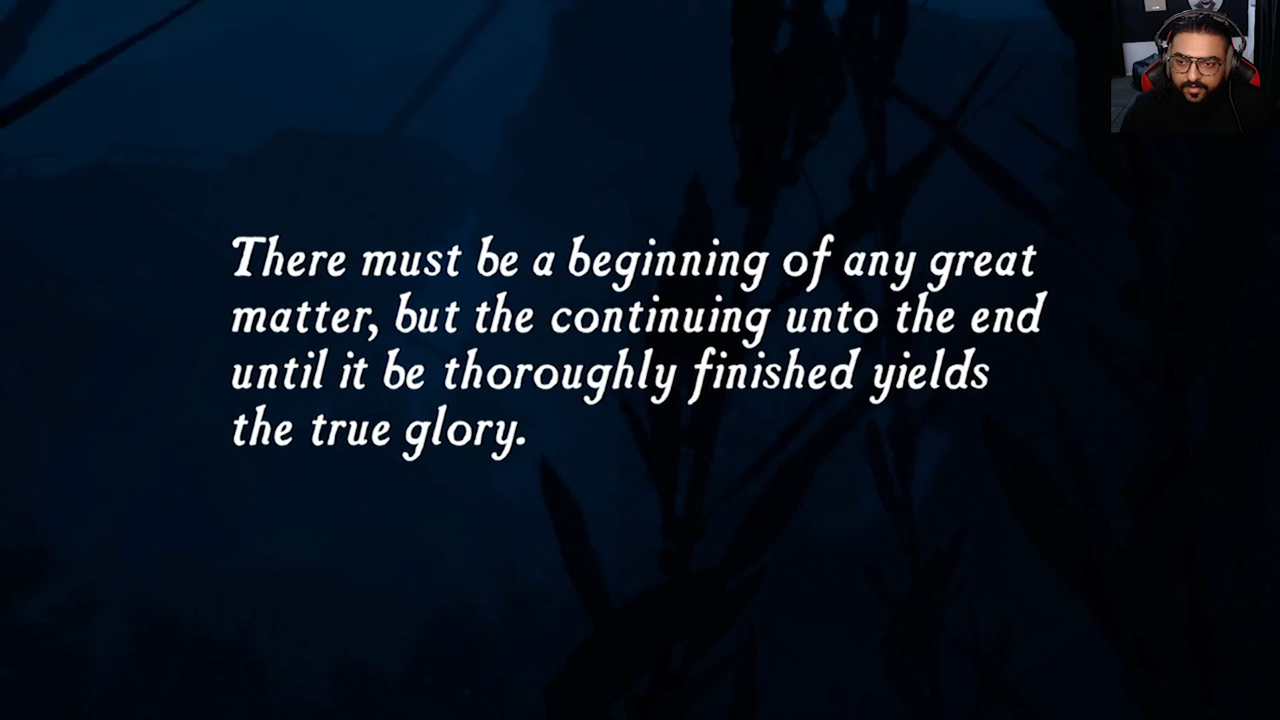 There must be a beginning of any great
matter, but the continuing unto the end
until it be thoroughly finished yields
the true glory.